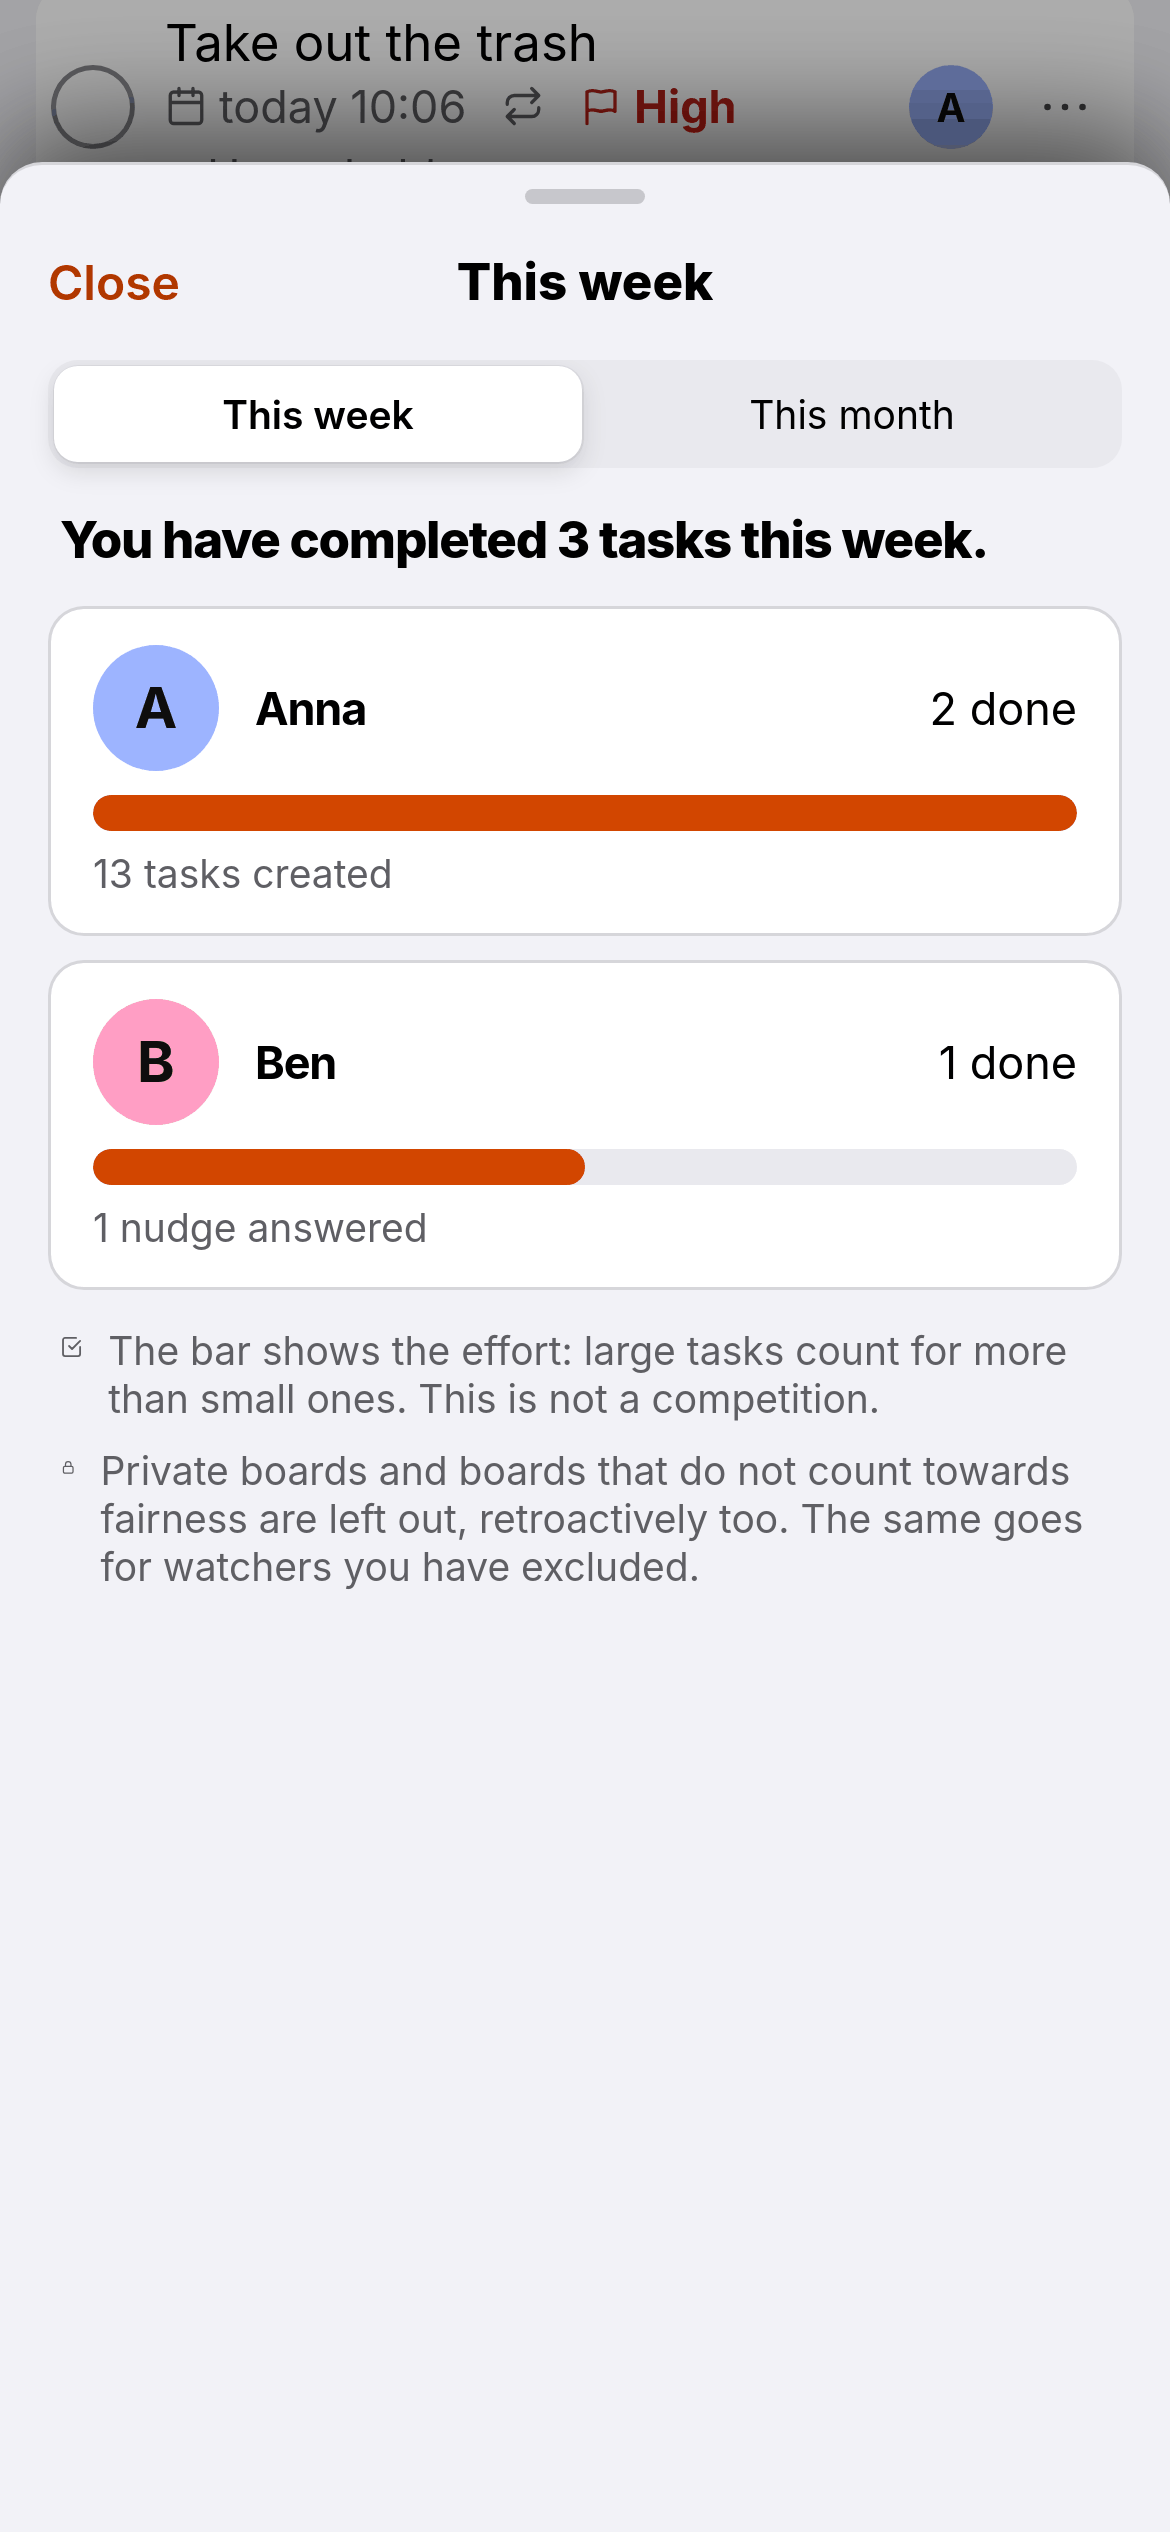 Take out the trash
today 10:06 High A
Close
This week
This week
This month
You have completed 3 tasks this week.
A
Anna
2 done
13 tasks created
B
Ben
1 done
1 nudge answered
The bar shows the effort: large tasks count for more
than small ones. This is not a competition.
Private boards and boards that do not count towards
fairness are left out, retroactively too. The same goes
for watchers you have excluded.